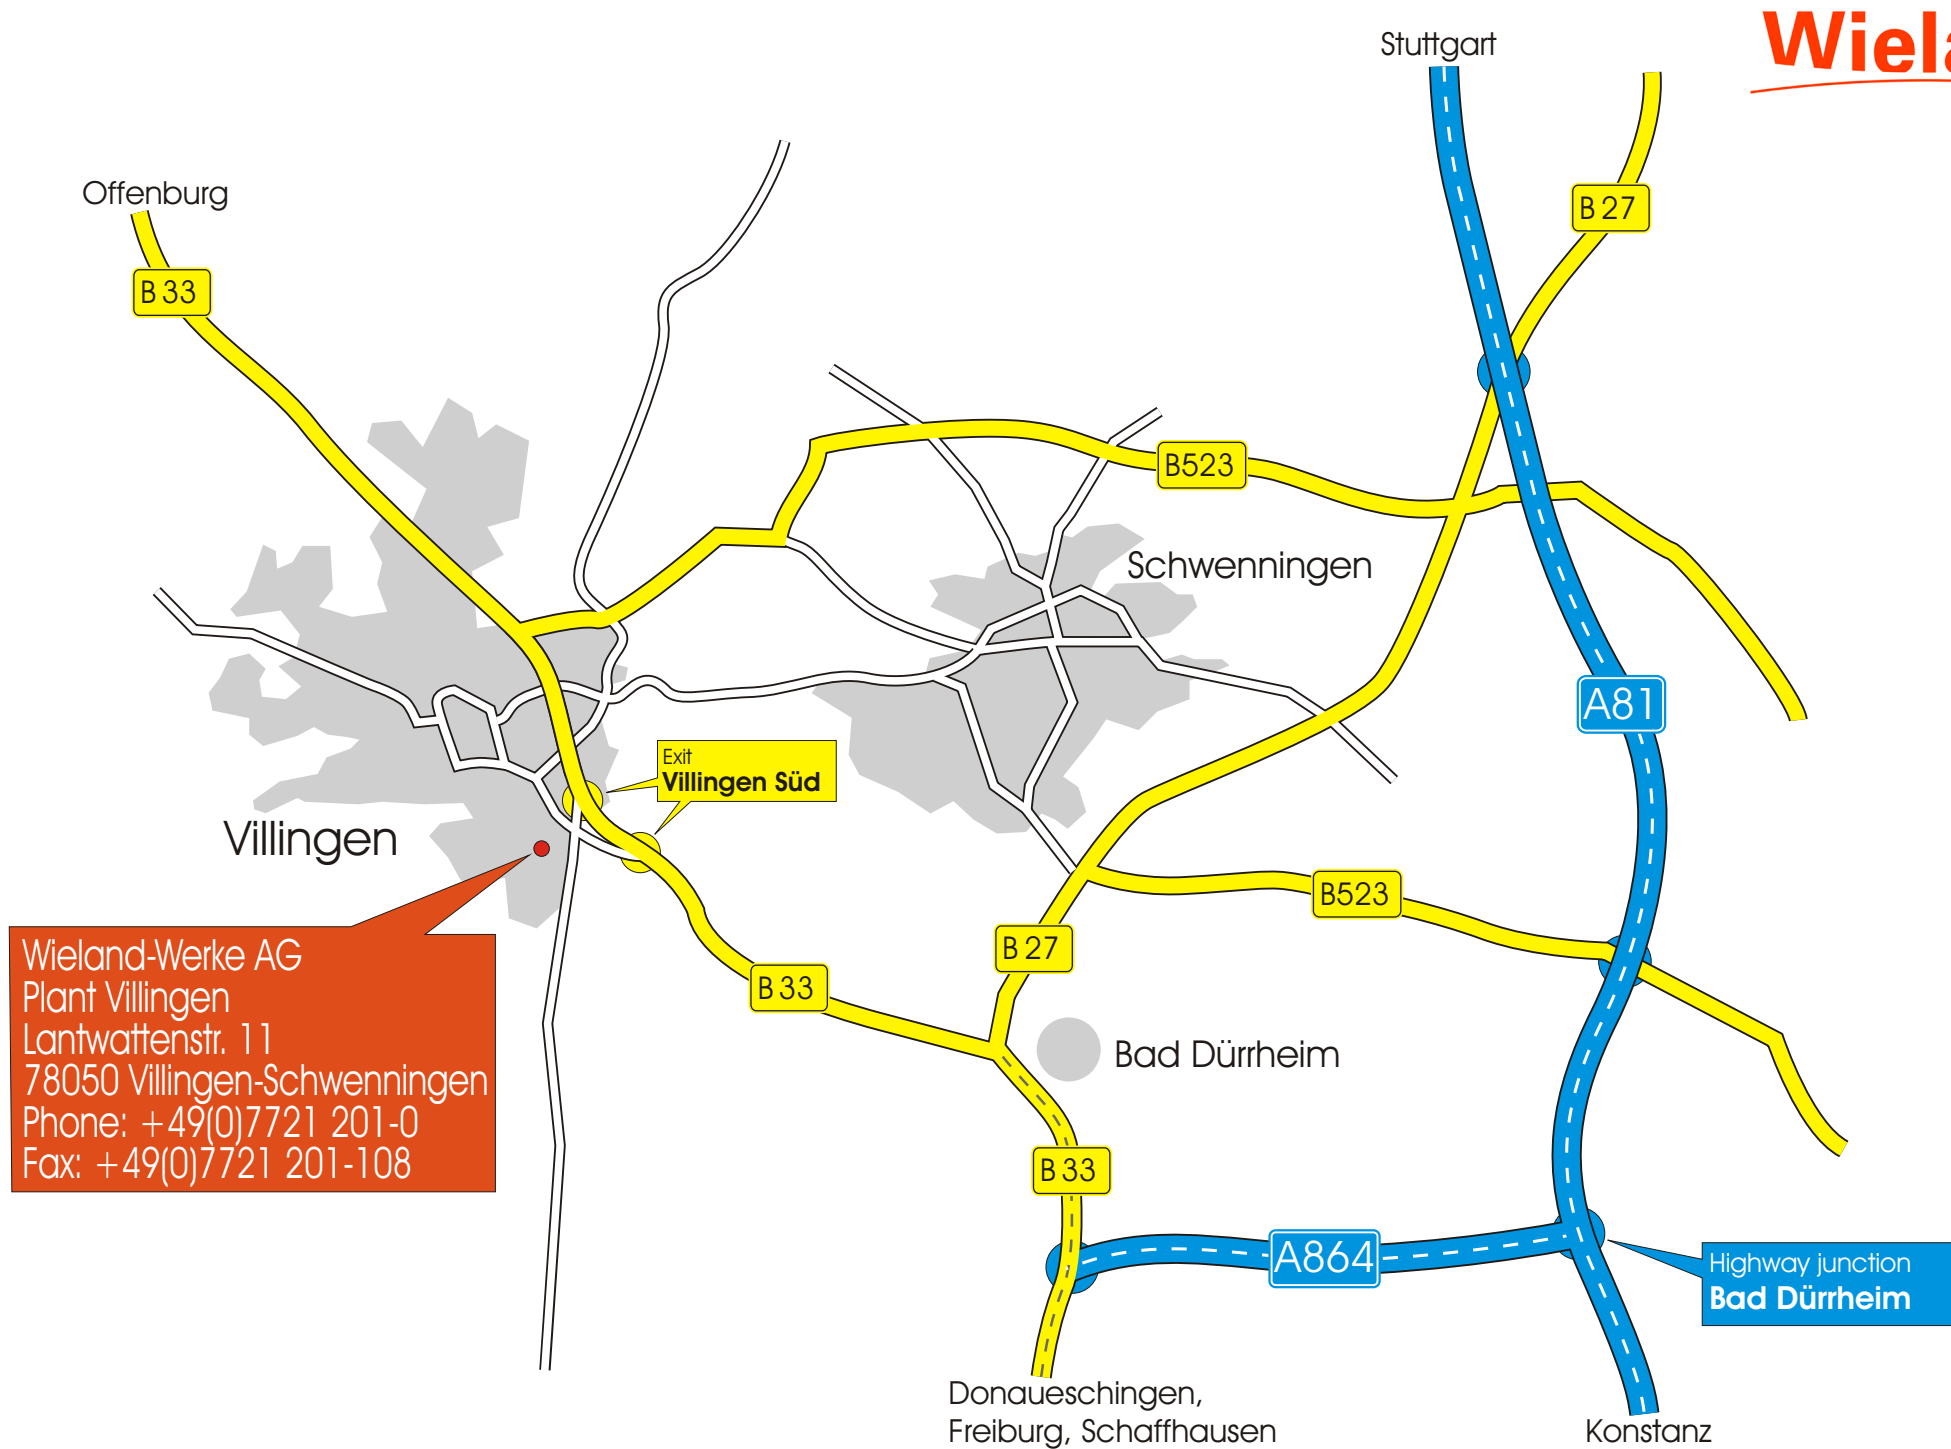 Stuttgart
Offenburg
B 27
B 33
B523
Schwenningen
A81
Exit
Villingen Süd
Villingen
B523
B 27
Wieland-Werke AG
Plant Villingen
Lantwattenstr. 11
78050 Villingen-Schwenningen
Phone: +49(0)7721 201-0
Fax: +49(0)7721 201-108
B 33
Bad Dürrheim
B 33
A864
Highway junction
Bad Dürrheim
Donaueschingen,
Freiburg, Schaffhausen
Konstanz